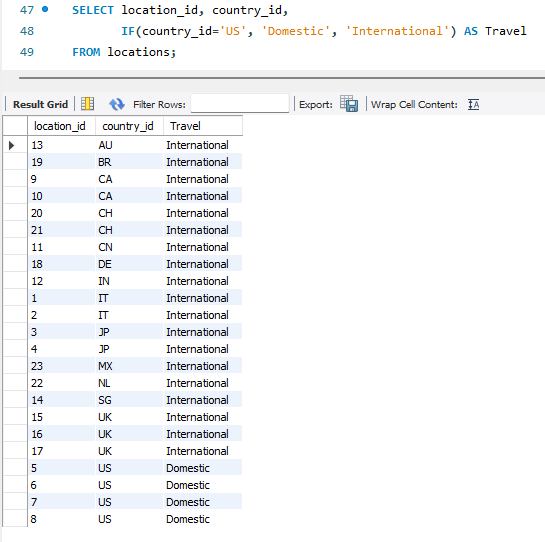 47 SELECT location_id, country_id,
48 IF(country_id='US', 'Domestic', 'International') AS Travel
49 FROM locations;
Result Grid Filter Rows: Export: Wrap Cell Content: IA
location_id country_id Travel
13 AU International
19 BR International
9 CA International
10 CA International
20 CH International
21 CH International
11 CN International
18 DE International
12 IN International
1 IT International
2 IT International
3 JP International
4 JP International
23 MX International
22 NL International
14 SG International
15 UK International
16 UK International
17 UK International
5 US Domestic
6 US Domestic
7 US Domestic
8 US Domestic